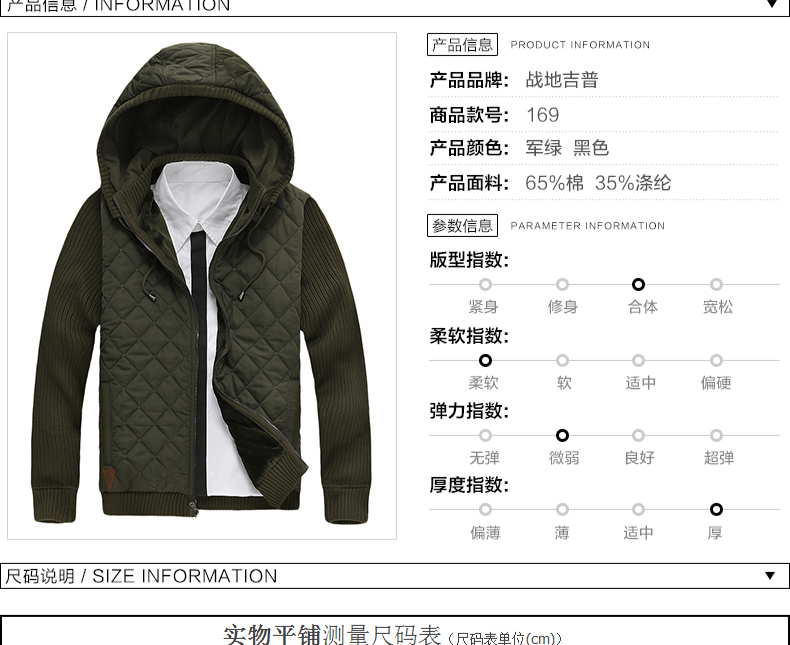 产品信息 / INFORMATION ▼
产品信息 PRODUCT INFORMATION
产品品牌: 战地吉普
商品款号: 169
产品颜色: 军绿 黑色
产品面料: 65%棉 35%涤纶
参数信息 PARAMETER INFORMATION
版型指数:
紧身 修身 合体 宽松
柔软指数:
柔软 软 适中 偏硬
弹力指数:
无弹 微弱 良好 超弹
厚度指数:
偏薄 薄 适中 厚
尺码说明 / SIZE INFORMATION ▼
实物平铺测量尺码表（尺码表单位(cm)）